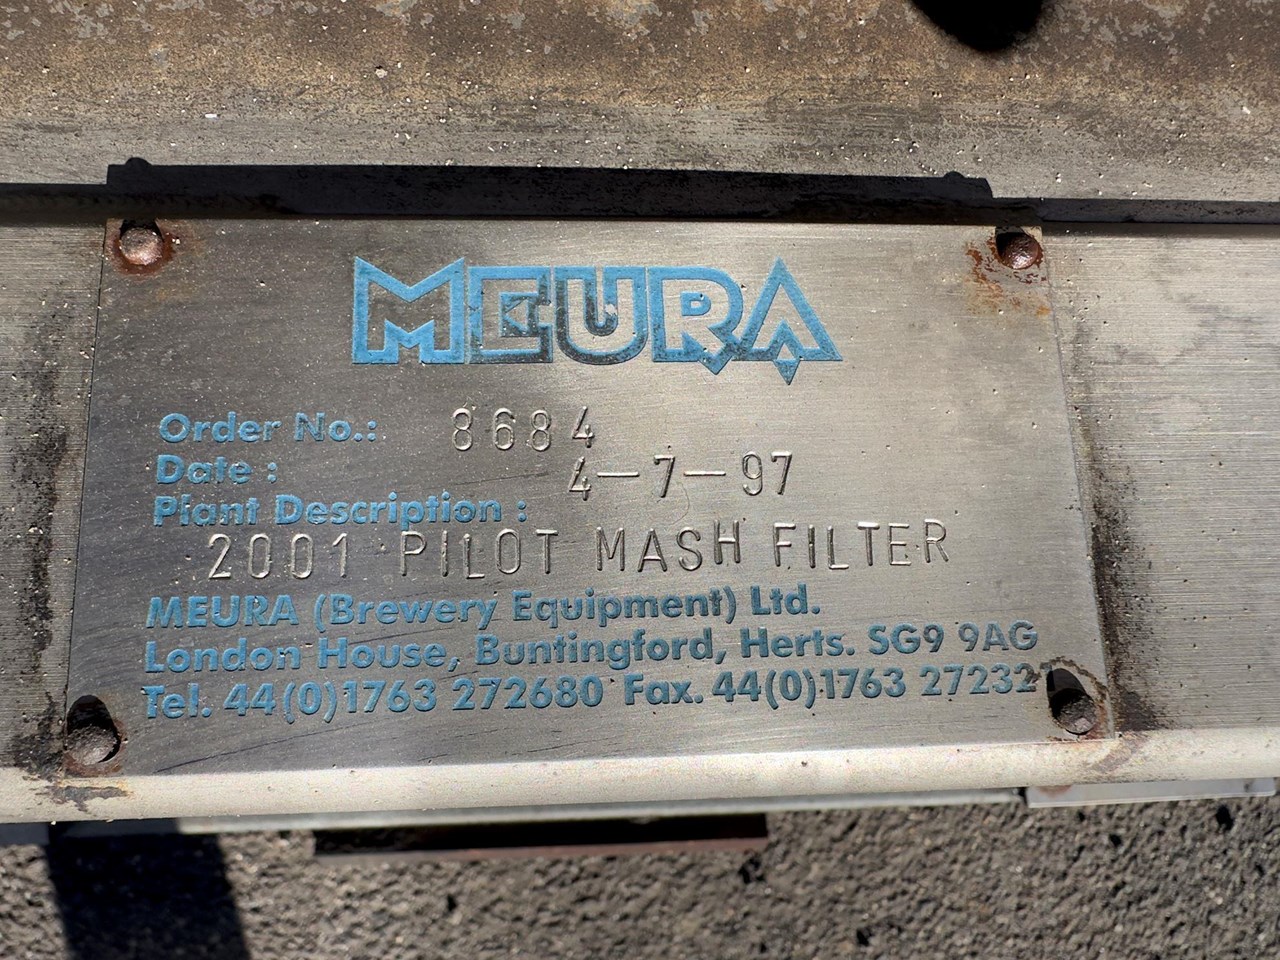 MEURA
Order No.: 8684
Date : 4-7-97
Plant Description :
2001 PILOT MASH FILTER
MEURA (Brewery Equipment) Ltd.
London House, Buntingford, Herts. SG9 9AG
Tel. 44(0)1763 272680 Fax. 44(0)1763